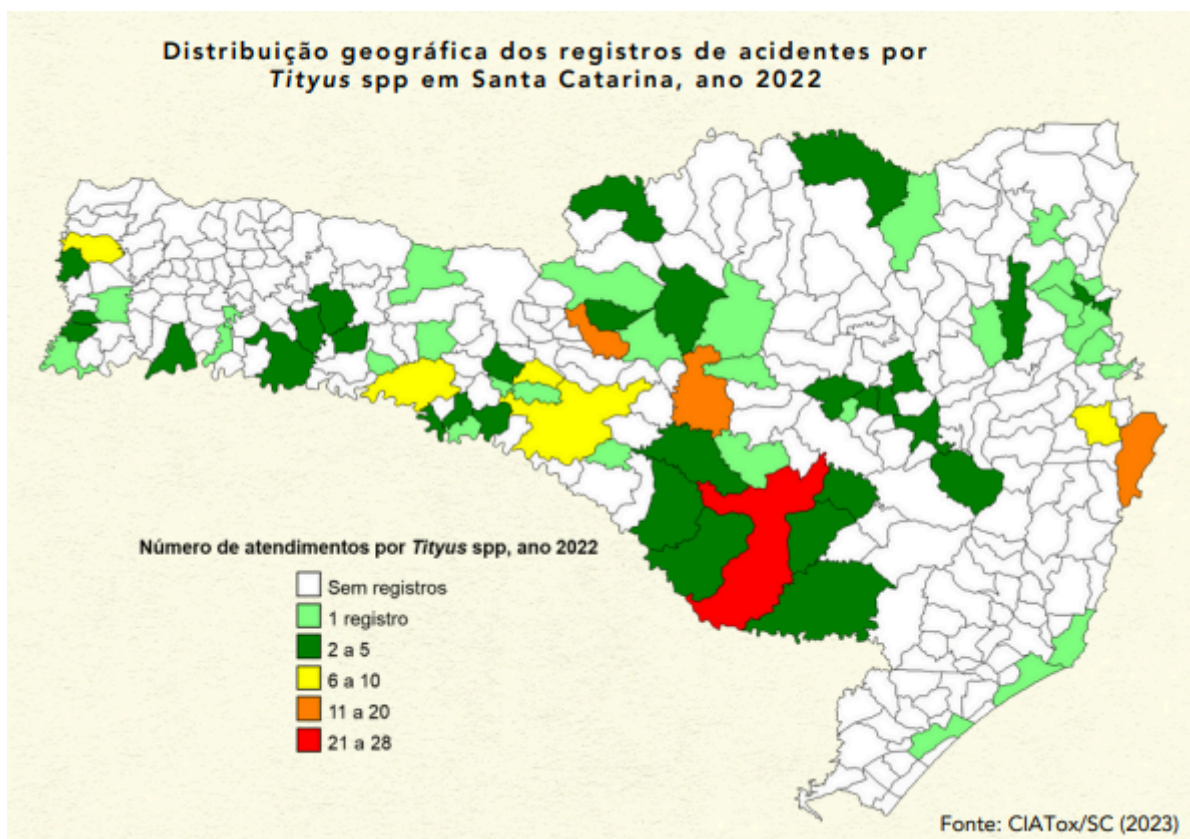 Distribuição geográfica dos registros de acidentes por
Tityus spp em Santa Catarina, ano 2022
Número de atendimentos por Tityus spp, ano 2022
Sem registros
1 registro
2 a 5
6 a 10
11 a 20
21 a 28
Fonte: CIATox/SC (2023)